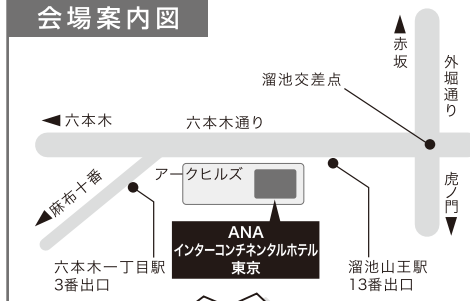 会場案内図
赤坂
外堀通り
溜池交差点
六本木
六本木通り
アークヒルズ
麻布十番
虎ノ門
ANA
インターコンチネンタルホテル
東京
六本木一丁目駅
3番出口
溜池山王駅
13番出口